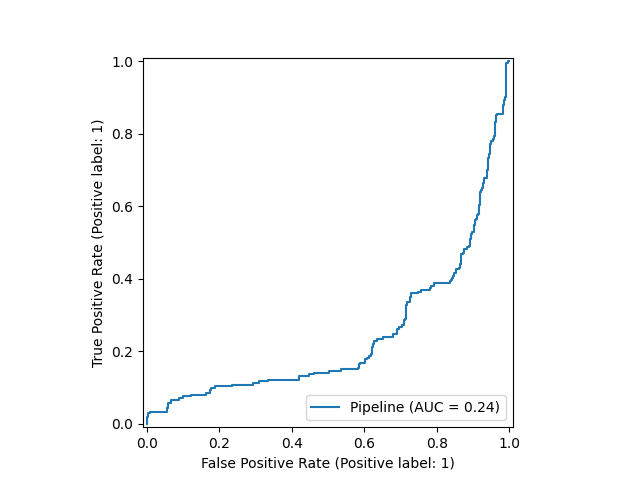 1.0
0.8
0.6
0.4
0.2
0.0
True Positive Rate (Positive label: 1)
Pipeline (AUC = 0.24)
0.0 0.2 0.4 0.6 0.8 1.0
False Positive Rate (Positive label: 1)